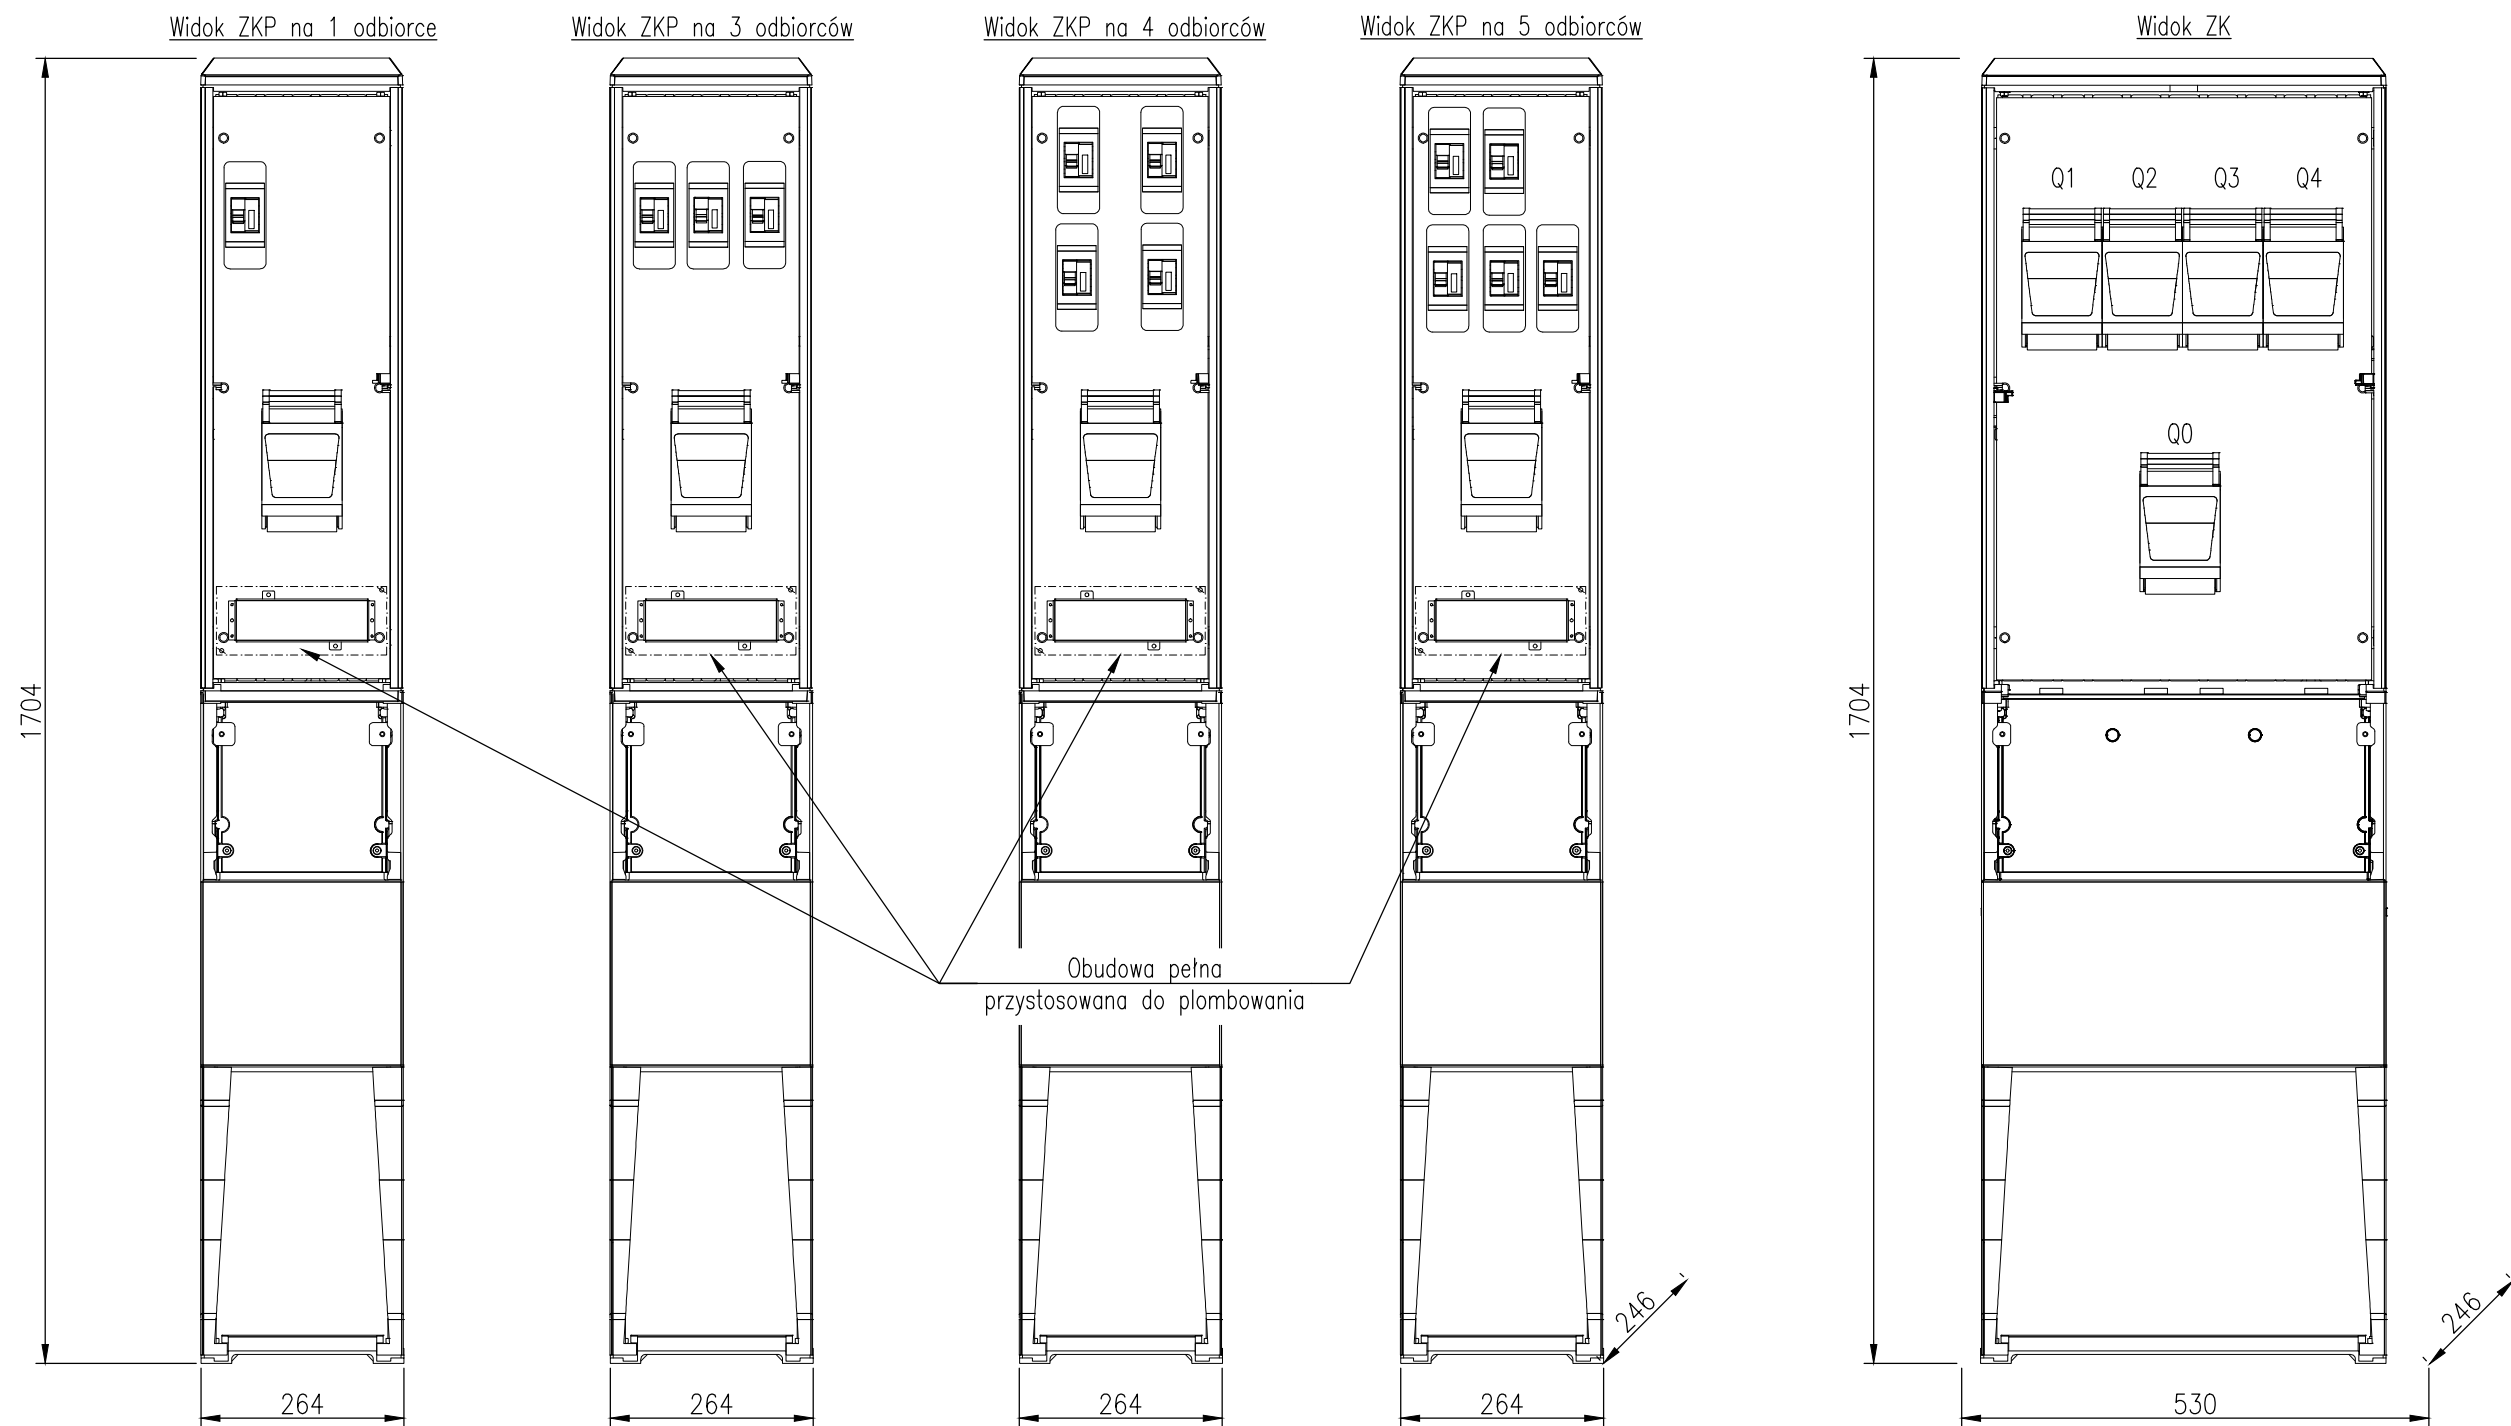 Widok ZKP na 1 odbiorce
Widok ZKP na 3 odbiorców
Widok ZKP na 4 odbiorców
Widok ZKP na 5 odbiorców
Widok ZK
Q1
Q2
Q3
Q4
Q0
1704
1704
Obudowa pełna
przystosowana do plombowania
246
246
264
264
264
264
530